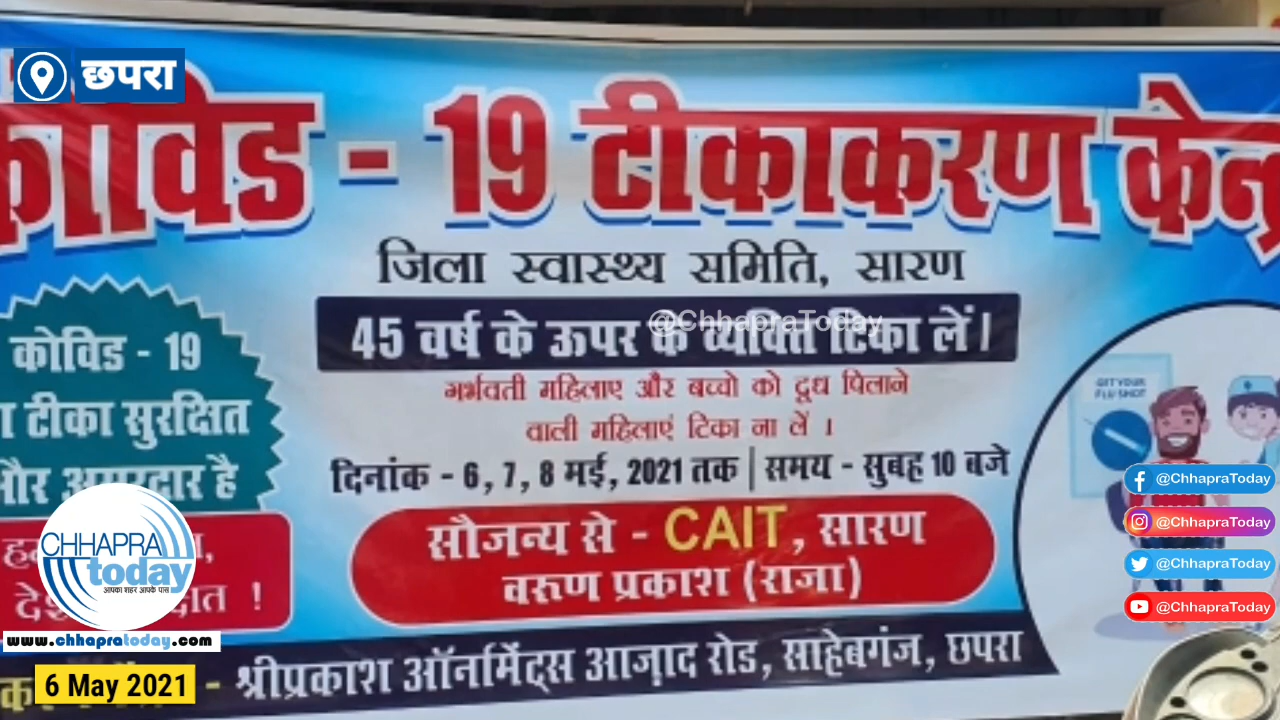 छपरा
कोविड - 19 टीकाकरण केन्द्र
जिला स्वास्थ्य समिति, सारण
45 वर्ष के ऊपर के व्यक्ति टिका लें।
@ChhapraToday
गर्भवती महिलाए और बच्चो को दूध पिलाने
वाली महिलाएं टिका ना लें ।
दिनांक - 6, 7, 8 मई, 2021 तक | समय - सुबह 10 बजे
सौजन्य से - CAIT, सारण
वरुण प्रकाश (राजा)
श्रीप्रकाश ऑर्नामेंट्स आज़ाद रोड, साहेबगंज, छपरा
कोविड - 19
टीका सुरक्षित
है
GET YOUR
FLU SHOT
@ChhapraToday
@ChhapraToday
@ChhapraToday
@ChhapraToday
CHHAPRA
today
आपका शहर आपके पास
www.chhapratoday.com
6 May 2021